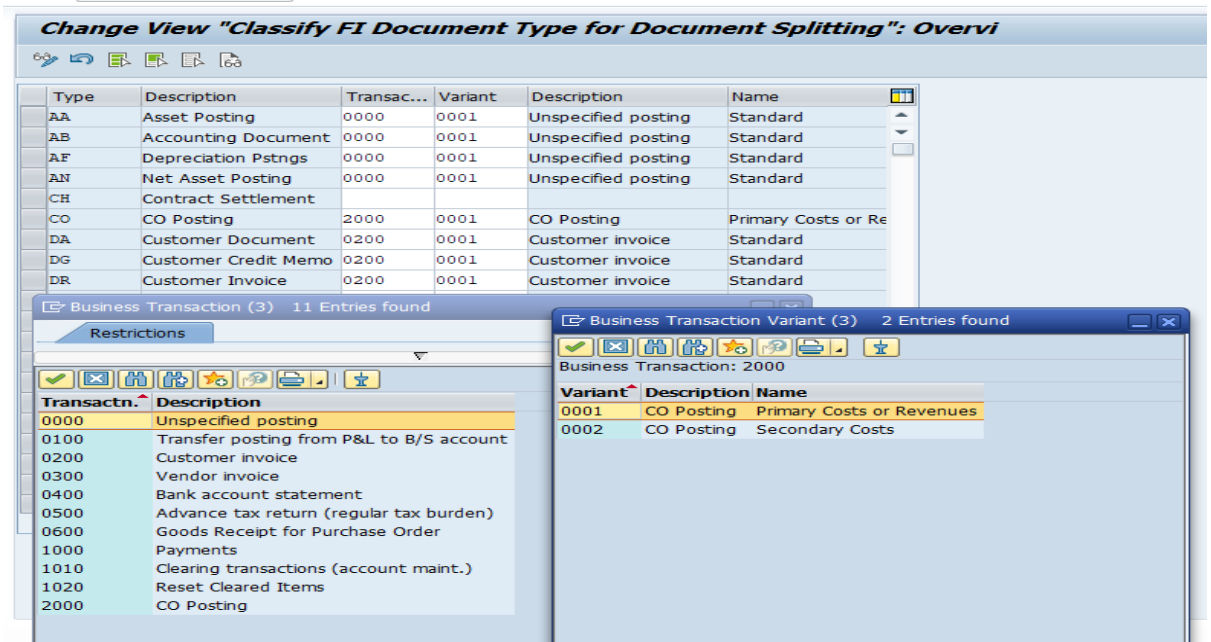 Change View "Classify FI Document Type for Document Splitting": Overvi
Type Description Transac... Variant Description Name
AA Asset Posting 0000 0001 Unspecified posting Standard
AB Accounting Document 0000 0001 Unspecified posting Standard
AF Depreciation Pstngs 0000 0001 Unspecified posting Standard
AN Net Asset Posting 0000 0001 Unspecified posting Standard
CH Contract Settlement
CO CO Posting 2000 0001 CO Posting Primary Costs or Re
DA Customer Document 0200 0001 Customer invoice Standard
DG Customer Credit Memo 0200 0001 Customer invoice Standard
DR Customer Invoice 0200 0001 Customer invoice Standard
Business Transaction (3) 11 Entries found
Restrictions
Transactn. Description
0000 Unspecified posting
0100 Transfer posting from P&L to B/S account
0200 Customer invoice
0300 Vendor invoice
0400 Bank account statement
0500 Advance tax return (regular tax burden)
0600 Goods Receipt for Purchase Order
1000 Payments
1010 Clearing transactions (account maint.)
1020 Reset Cleared Items
2000 CO Posting
Business Transaction Variant (3) 2 Entries found
Business Transaction: 2000
Variant Description Name
0001 CO Posting Primary Costs or Revenues
0002 CO Posting Secondary Costs